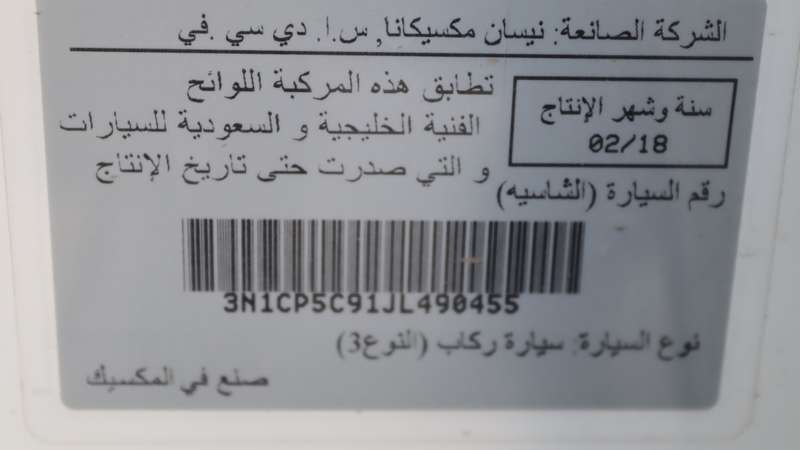 الشركة الصانعة: نيسان مكسيكانا, س.ا. دي سي .في
سنة وشهر الإنتاج
02/18
تطابق هذه المركبة اللوائح
الفنية الخليجية و السعودية للسيارات
و التي صدرت حتى تاريخ الإنتاج
رقم السيارة (الشاسيه)
3N1CP5C91JL490455
نوع السيارة: سيارة ركاب (النوع3)
صنع في المكسيك